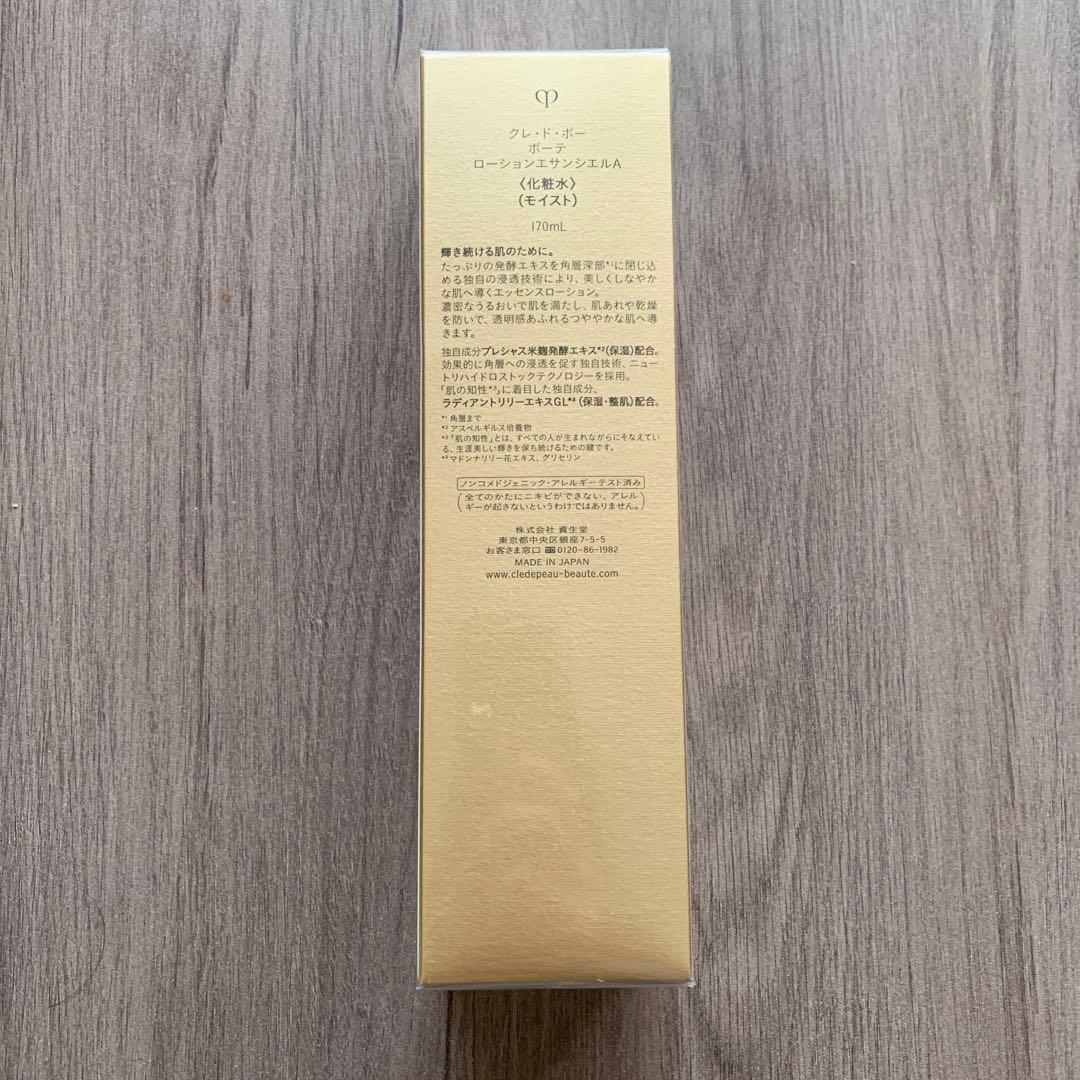 クレ・ド・ポー
ボーテ
ローションエサンシエルA
〈化粧水〉
(モイスト)
170mL
輝き続ける肌のために。
たっぷりの発酵エキスを角層深部*1に閉じ込
める独自の浸透技術により、美しくしなやか
な肌へ導くエッセンスローション。
濃密なうるおいで肌を満たし、肌あれや乾燥
を防いで、透明感あふれるつややかな肌へ導
きます。
独自成分プレシャス米麹発酵エキス*2(保湿)配合。
効果的に角層への浸透を促す独自技術、ニュー
トリハイドロストックテクノロジーを採用。
「肌の知性*3」に着目した独自成分、
ラディアントリリーエキスGL*4(保湿・整肌)配合。
*1 角層まで
*2 アスペルギルス培養物
*3「肌の知性」とは、すべての人が生まれながらにそなえてい
る、生涯美しい輝きを保ち続けるための鍵です。
*4 マドンナリリー花エキス、グリセリン
ノンコメドジェニック・アレルギーテスト済み
(全てのかたにニキビができない、アレル
ギーが起きないというわけではありません。)
株式会社 資生堂
東京都中央区銀座7-5-5
お客さま窓口 0120-86-1982
MADE IN JAPAN
www.cledepeau-beaute.com